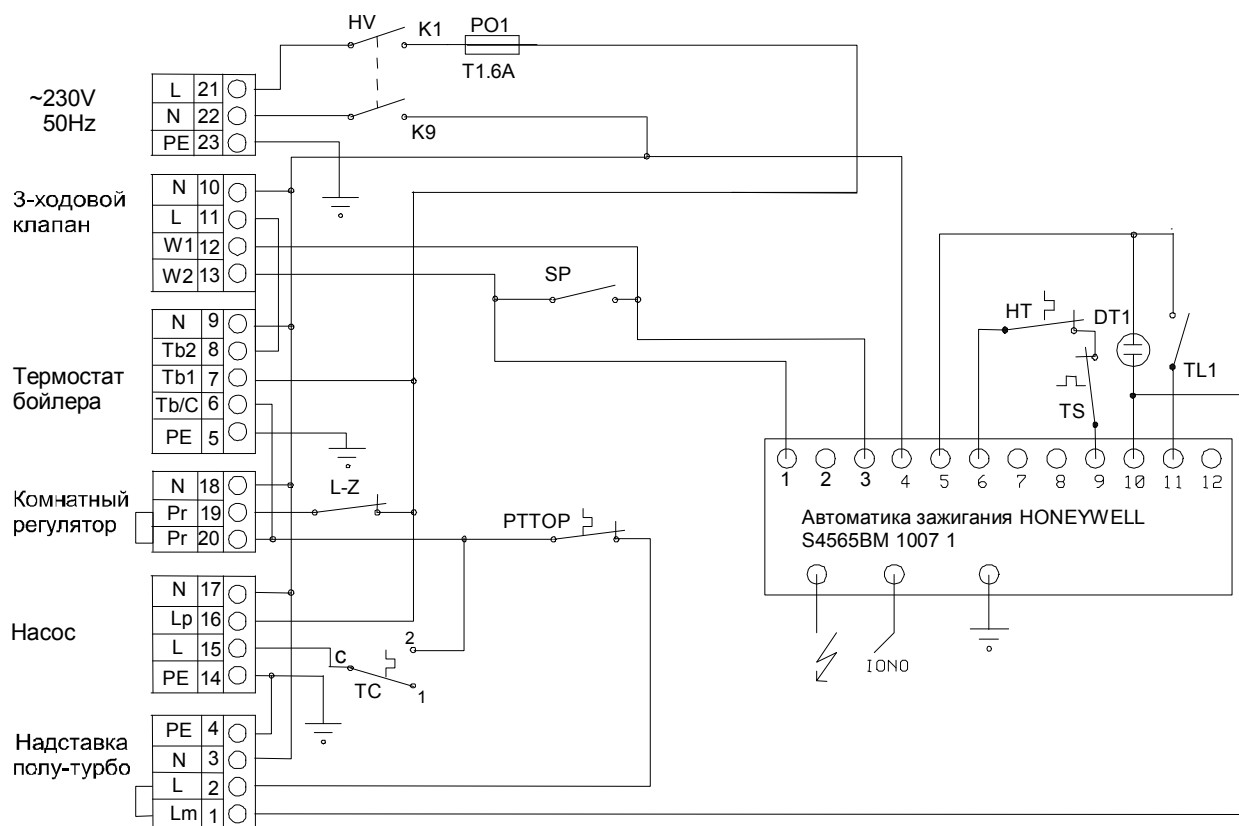 HV
K1
PO1
T1.6A
K9
~230V
50Hz
L 21
N 22
PE 23
3-ходовой
клапан
N 10
L 11
W1 12
W2 13
SP
Термостат
бойлера
N 9
Tb2 8
Tb1 7
Tb/C 6
PE 5
HT
DT1
TL1
TS
Комнатный
регулятор
N 18
Pr 19
Pr 20
L-Z
PTTOP
1 2 3 4 5 6 7 8 9 10 11 12
Автоматика зажигания HONEYWELL
S4565BM 1007 1
IONO
Насос
N 17
Lp 16
L 15
PE 14
C
TC
2
1
Надставка
полу-турбо
PE 4
N 3
L 2
Lm 1